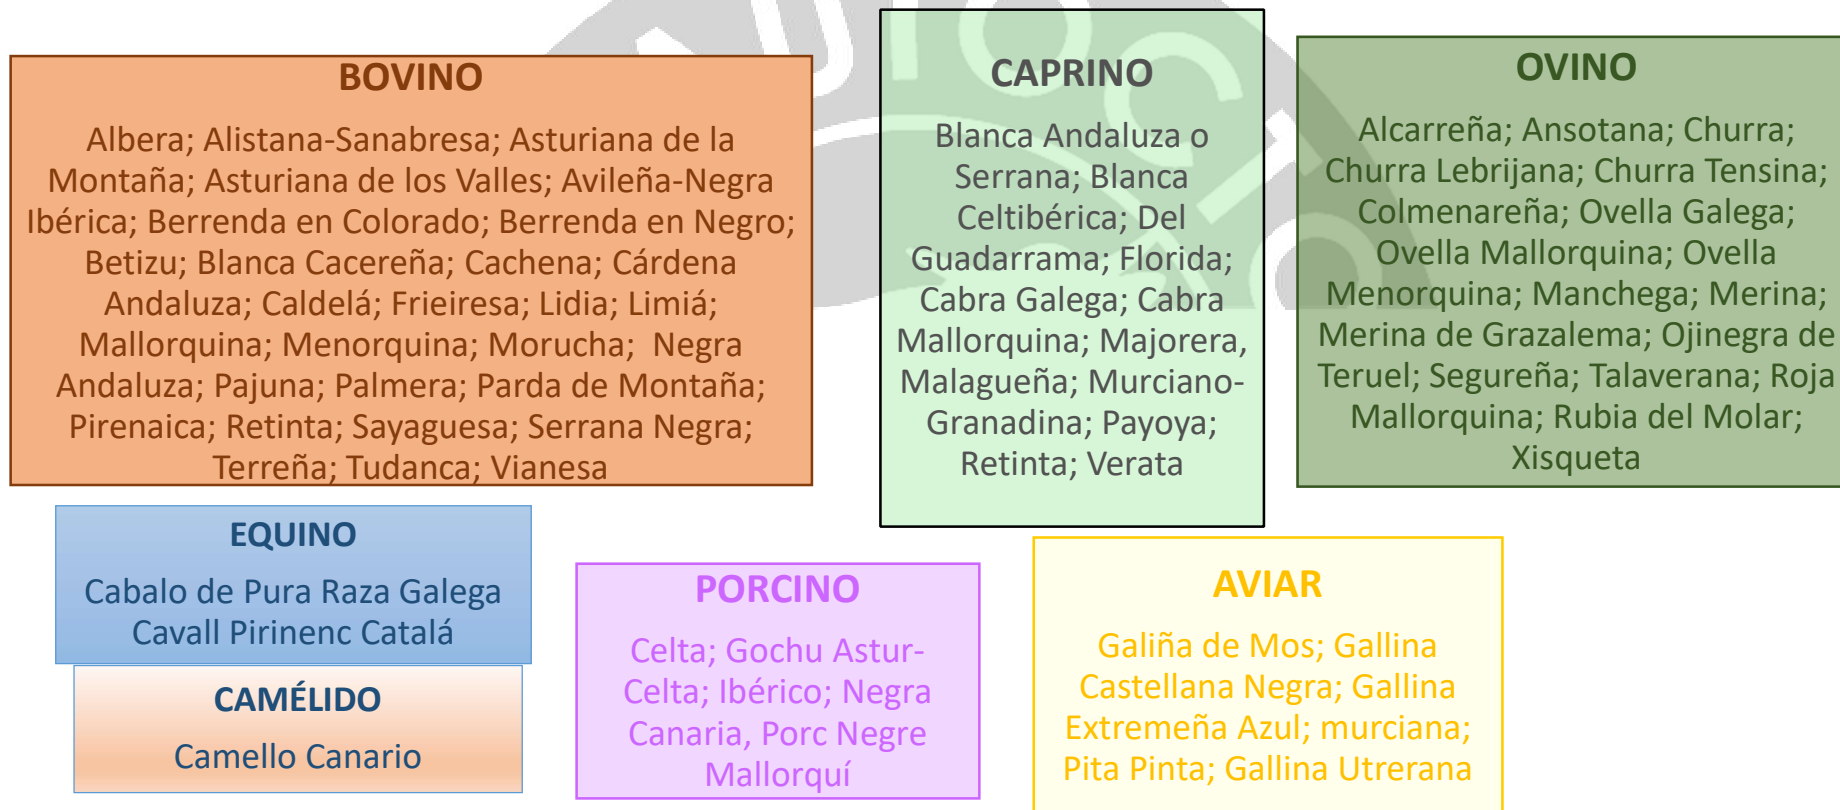 BOVINO
Albera; Alistana-Sanabresa; Asturiana de la
Montaña; Asturiana de los Valles; Avileña-Negra
Ibérica; Berrenda en Colorado; Berrenda en Negro;
Betizu; Blanca Cacereña; Cachena; Cárdena
Andaluza; Caldelá; Frieiresa; Lidia; Limiá;
Mallorquina; Menorquina; Morucha;  Negra
Andaluza; Pajuna; Palmera; Parda de Montaña;
Pirenaica; Retinta; Sayaguesa; Serrana Negra;
Terreña; Tudanca; Vianesa
CAPRINO
Blanca Andaluza o
Serrana; Blanca
Celtibérica; Del
Guadarrama; Florida;
Cabra Galega; Cabra
Mallorquina; Majorera,
Malagueña; Murciano-
Granadina; Payoya;
Retinta; Verata
OVINO
Alcarreña; Ansotana; Churra;
Churra Lebrijana; Churra Tensina;
Colmenareña; Ovella Galega;
Ovella Mallorquina; Ovella
Menorquina; Manchega; Merina;
Merina de Grazalema; Ojinegra de
Teruel; Segureña; Talaverana; Roja
Mallorquina; Rubia del Molar;
Xisqueta
EQUINO
Cabalo de Pura Raza Galega
Cavall Pirinenc Catalá
CAMÉLIDO
Camello Canario
PORCINO
Celta; Gochu Astur-
Celta; Ibérico; Negra
Canaria, Porc Negre
Mallorquí
AVIAR
Galiña de Mos; Gallina
Castellana Negra; Gallina
Extremeña Azul; murciana;
Pita Pinta; Gallina Utrerana